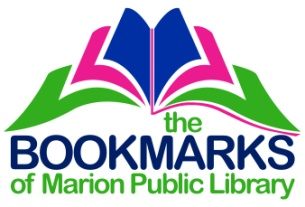 the
BOOKMARKS
of Marion Public Library